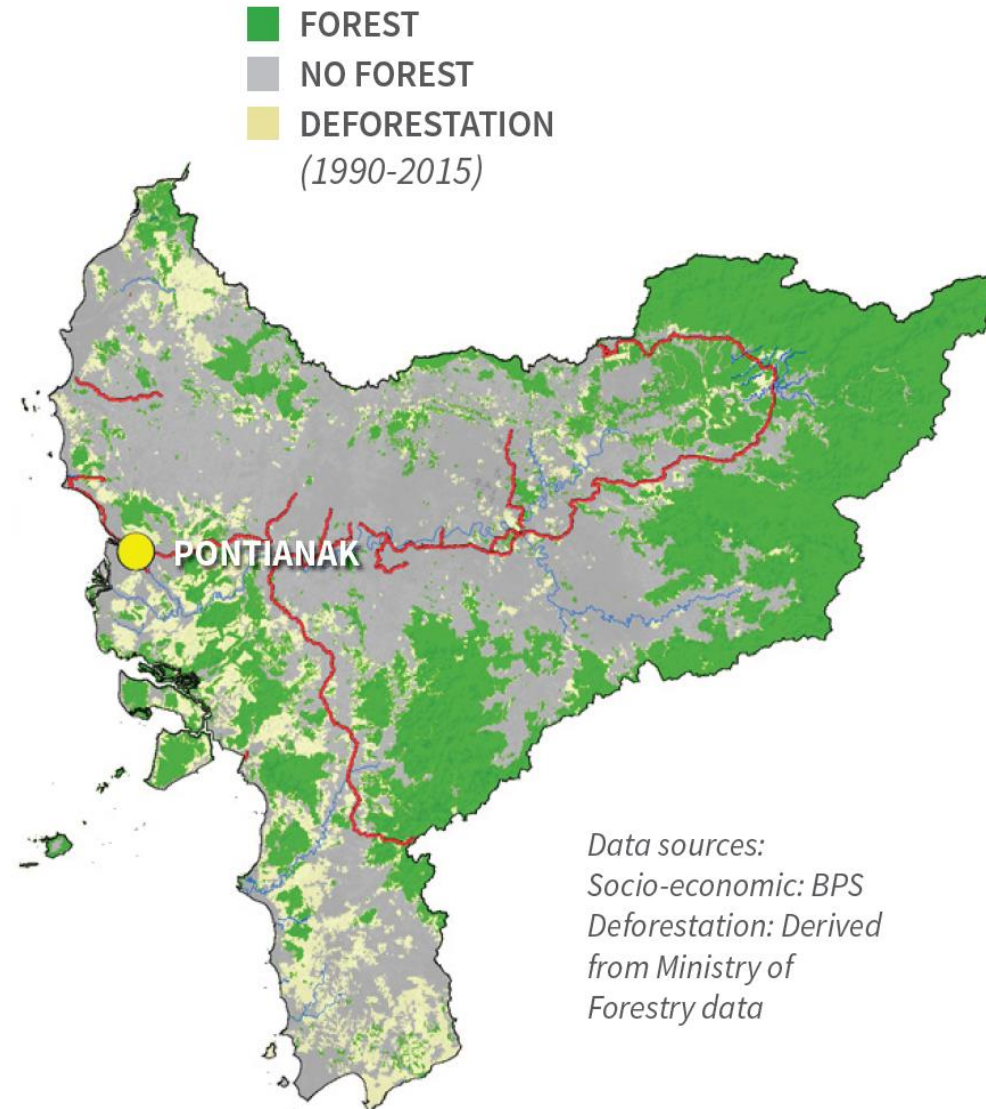 FOREST
NO FOREST
DEFORESTATION
(1990-2015)
PONTIANAK
Data sources:
Socio-economic: BPS
Deforestation: Derived
from Ministry of
Forestry data